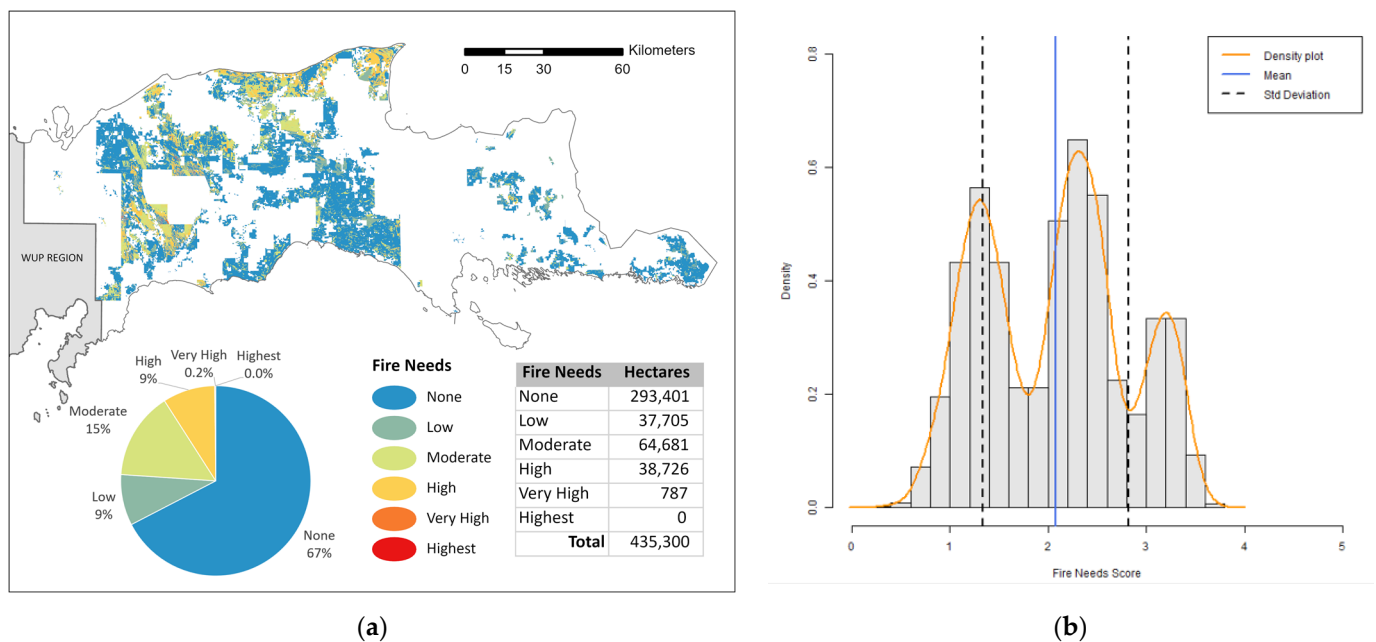 Kilometers
0 15 30 60
WUP REGION
Very High
0.2%
Highest
0.0%
High
9%
Moderate
15%
Low
9%
None
67%
Fire Needs
None
Low
Moderate
High
Very High
Highest
Fire Needs Hectares
None 293,401
Low 37,705
Moderate 64,681
High 38,726
Very High 787
Highest 0
Total 435,300
(a)
Density plot
Mean
Std Deviation
0.8
0.6
0.4
0.2
0.0
Density
0 1 2 3 4 5
Fire Needs Score
(b)